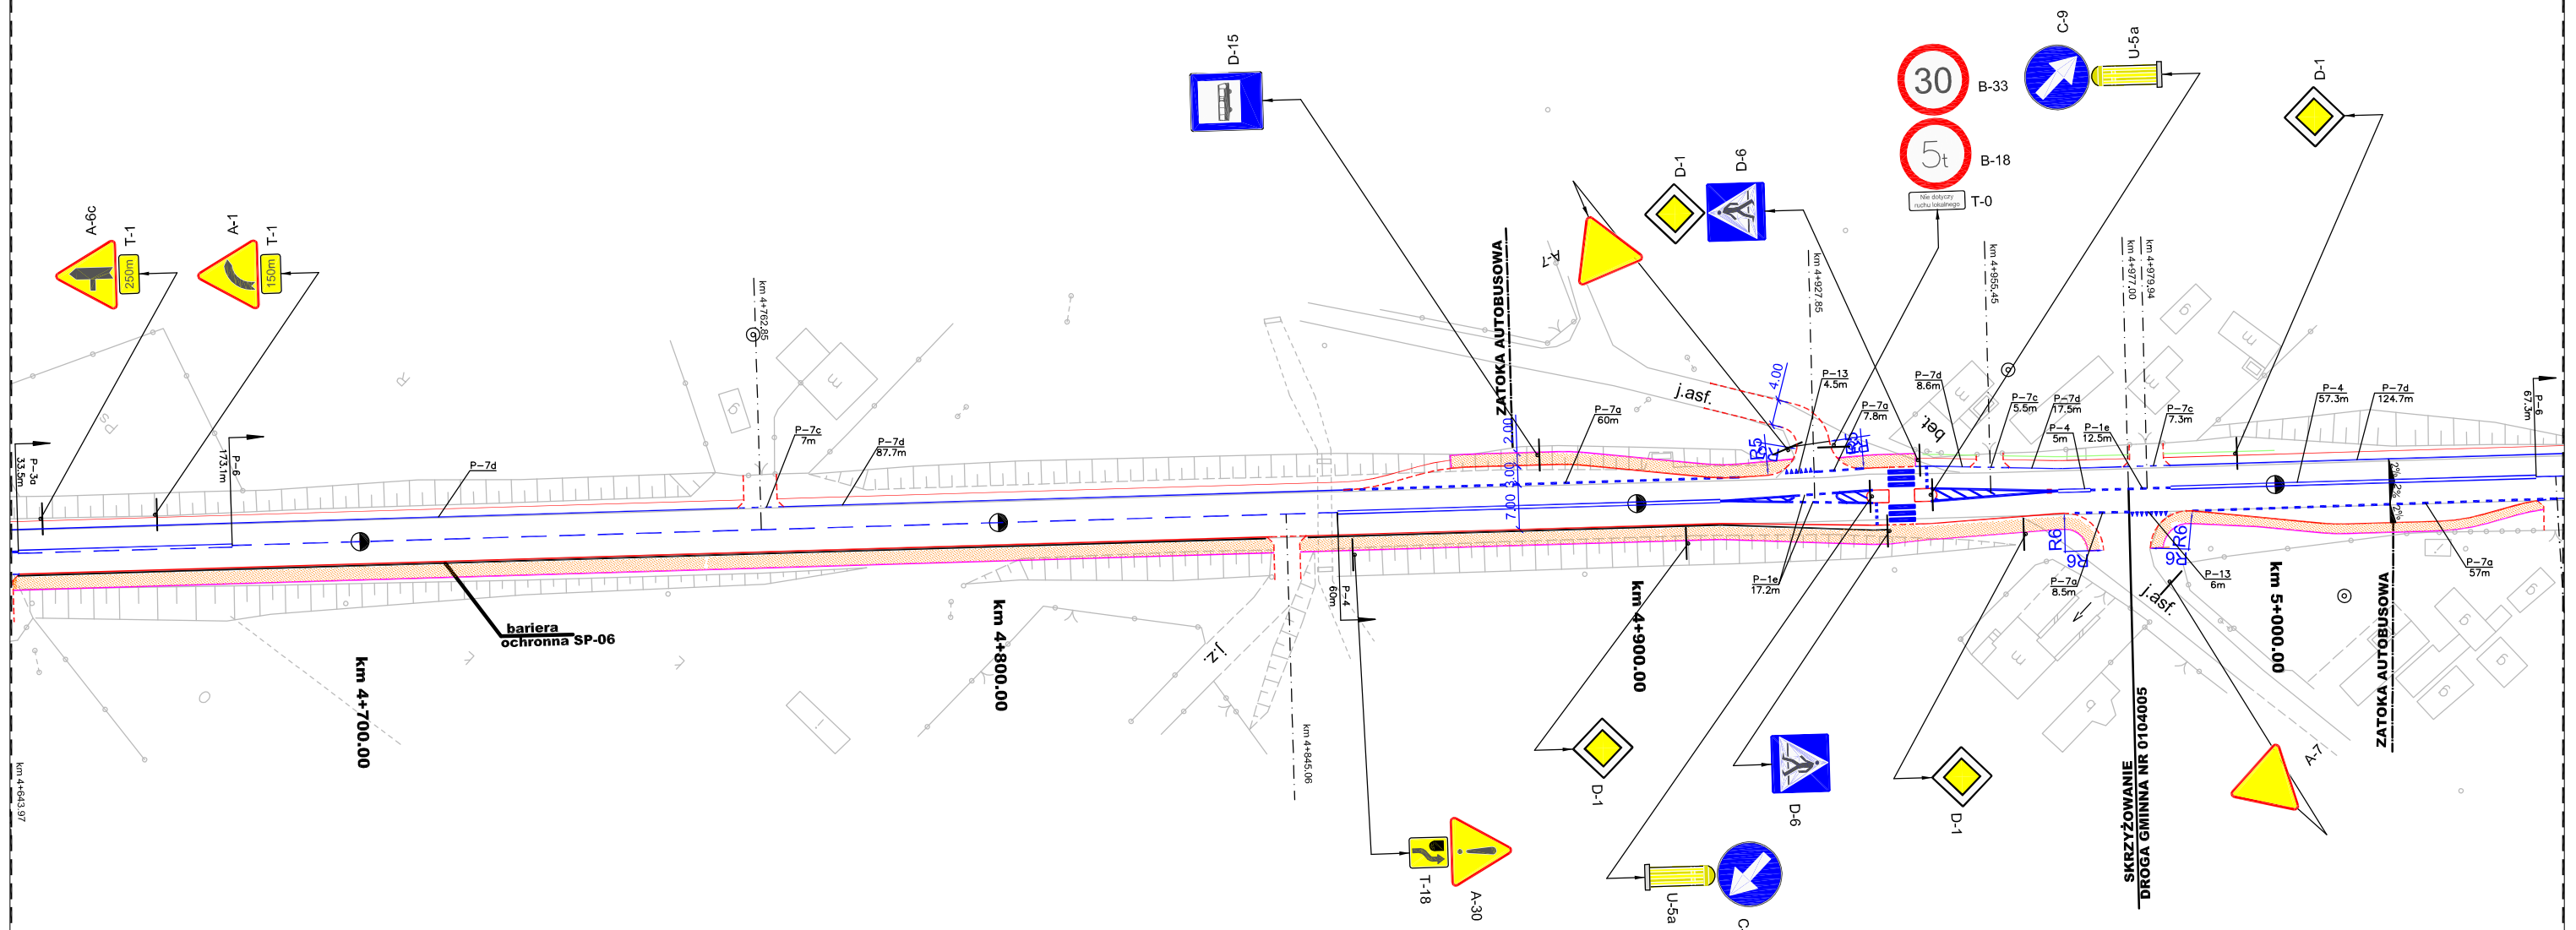 A-6c
T-1
250m
A-1
T-1
150m
D-15
D-1
D-6
A-7
30
B-33
5t
B-18
Nie dotyczy
ruchu lokalnego
T-0
C-9
U-5a
D-1
km 4+762.85
ZATOKA AUTOBUSOWA
km 4+927.85
km 4+955.45
km 4+977.00
km 4+979.94
Ps
R
m
g
j.asf.
4.00
P-13
4.5m
P-7a
7.8m
P-7d
8.6m
bet.
m
P-7c
5.5m
P-7d
17.5m
P-4
5m
P-1e
12.5m
m
g
m
P-7c
7.3m
P-4
57.3m
P-7d
124.7m
P-6
67.3m
P-3a
33.5m
P-6
173.1m
P-7d
P-7c
7m
P-7d
87.7m
2.00
3.00
7.00
P-7a
60m
R5
R5
2%
2%
2%
P-4
60m
P-1e
17.2m
R6
R6
R6
R6
P-7a
8.5m
P-13
6m
j.asf.
P-7a
57m
bariera
ochronna SP-06
j.z.
km 4+700.00
km 4+800.00
km 4+900.00
km 5+000.00
ZATOKA AUTOBUSOWA
m
g
g
g
g
i
i
km 4+643.97
km 4+845.06
T-18
A-30
D-1
U-5a
C.
D-6
D-1
SKRZYŻOWANIE
DROGA GMINNA NR 0104005
A-7